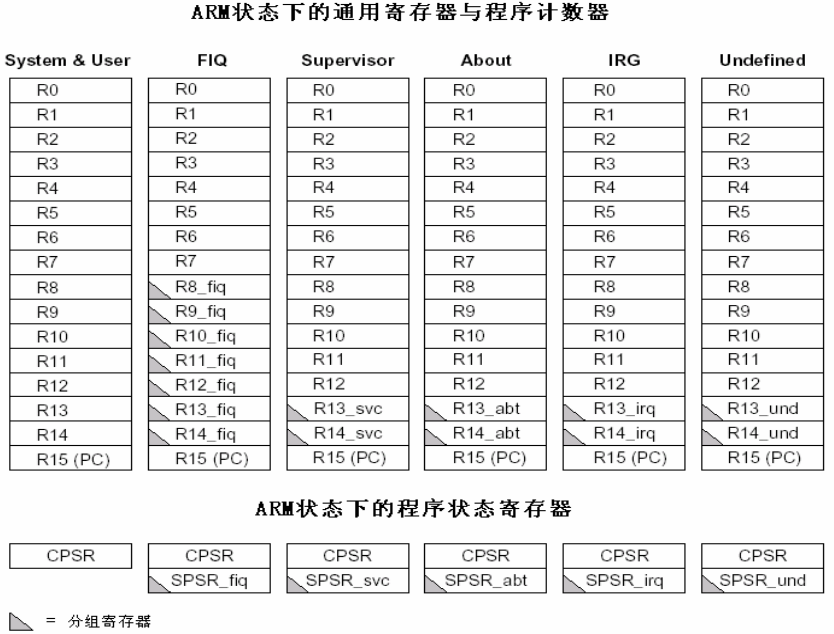 ARM状态下的通用寄存器与程序计数器
System & User FIQ Supervisor About IRG Undefined
R0 R0 R0 R0 R0 R0
R1 R1 R1 R1 R1 R1
R2 R2 R2 R2 R2 R2
R3 R3 R3 R3 R3 R3
R4 R4 R4 R4 R4 R4
R5 R5 R5 R5 R5 R5
R6 R6 R6 R6 R6 R6
R7 R7 R7 R7 R7 R7
R8 R8_fiq R8 R8 R8 R8
R9 R9_fiq R9 R9 R9 R9
R10 R10_fiq R10 R10 R10 R10
R11 R11_fiq R11 R11 R11 R11
R12 R12_fiq R12 R12 R12 R12
R13 R13_fiq R13_svc R13_abt R13_irq R13_und
R14 R14_fiq R14_svc R14_abt R14_irq R14_und
R15 (PC) R15 (PC) R15 (PC) R15 (PC) R15 (PC) R15 (PC)
ARM状态下的程序状态寄存器
CPSR CPSR CPSR CPSR CPSR CPSR
SPSR_fiq SPSR_svc SPSR_abt SPSR_irq SPSR_und
= 分组寄存器